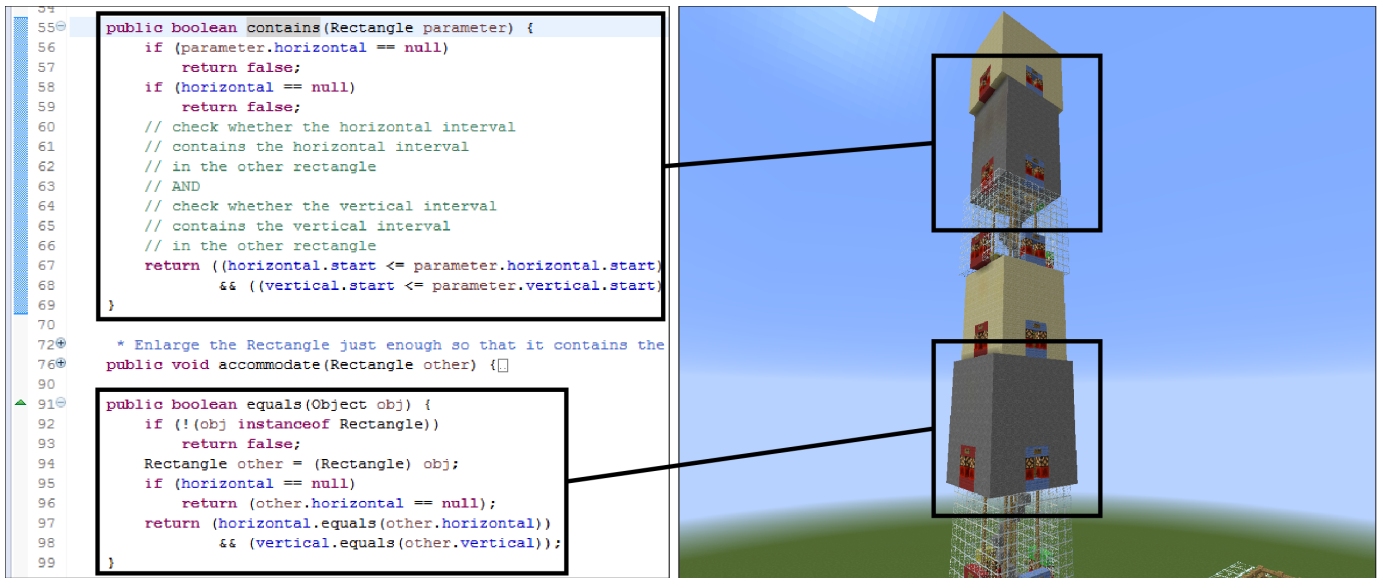 54
55 public boolean contains(Rectangle parameter) {
56 if (parameter.horizontal == null)
57 return false;
58 if (horizontal == null)
59 return false;
60 // check whether the horizontal interval
61 // contains the horizontal interval
62 // in the other rectangle
63 // AND
64 // check whether the vertical interval
65 // contains the vertical interval
66 // in the other rectangle
67 return ((horizontal.start <= parameter.horizontal.start)
68 && ((vertical.start <= parameter.vertical.start)
69 }
70
72 * Enlarge the Rectangle just enough so that it contains the
76 public void accommodate(Rectangle other) {
90
91 public boolean equals(Object obj) {
92 if (!(obj instanceof Rectangle))
93 return false;
94 Rectangle other = (Rectangle) obj;
95 if (horizontal == null)
96 return (other.horizontal == null);
97 return (horizontal.equals(other.horizontal))
98 && (vertical.equals(other.vertical));
99 }